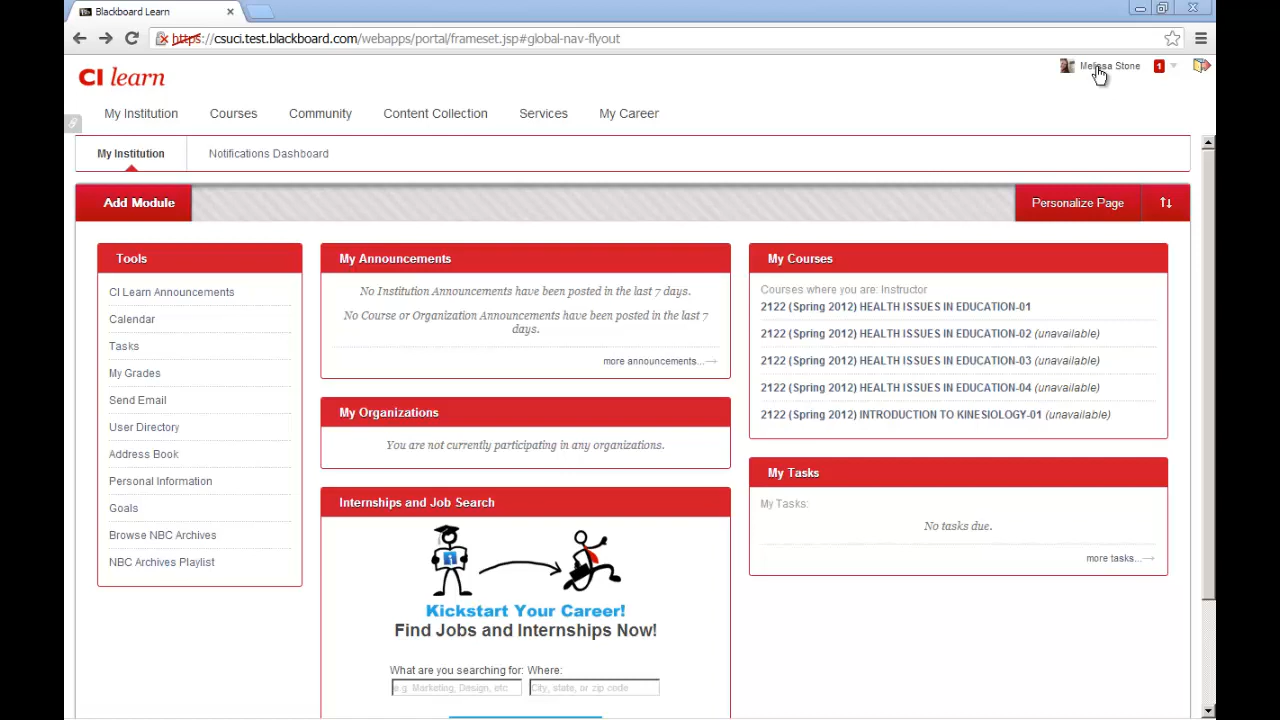 Blackboard Learn
https://csuci.test.blackboard.com/webapps/portal/frameset.jsp#global-nav-flyout
CI learn
Melissa Stone
1
My Institution
Courses
Community
Content Collection
Services
My Career
My Institution
Notifications Dashboard
Add Module
Personalize Page
Tools
CI Learn Announcements
Calendar
Tasks
My Grades
Send Email
User Directory
Address Book
Personal Information
Goals
Browse NBC Archives
NBC Archives Playlist
My Announcements
No Institution Announcements have been posted in the last 7 days.
No Course or Organization Announcements have been posted in the last 7
days.
more announcements...
My Organizations
You are not currently participating in any organizations.
Internships and Job Search
Kickstart Your Career!
Find Jobs and Internships Now!
What are you searching for: Where:
e.g. Marketing, Design, etc
City, state, or zip code
My Courses
Courses where you are: Instructor
2122 (Spring 2012) HEALTH ISSUES IN EDUCATION-01
2122 (Spring 2012) HEALTH ISSUES IN EDUCATION-02 (unavailable)
2122 (Spring 2012) HEALTH ISSUES IN EDUCATION-03 (unavailable)
2122 (Spring 2012) HEALTH ISSUES IN EDUCATION-04 (unavailable)
2122 (Spring 2012) INTRODUCTION TO KINESIOLOGY-01 (unavailable)
My Tasks
My Tasks:
No tasks due.
more tasks...